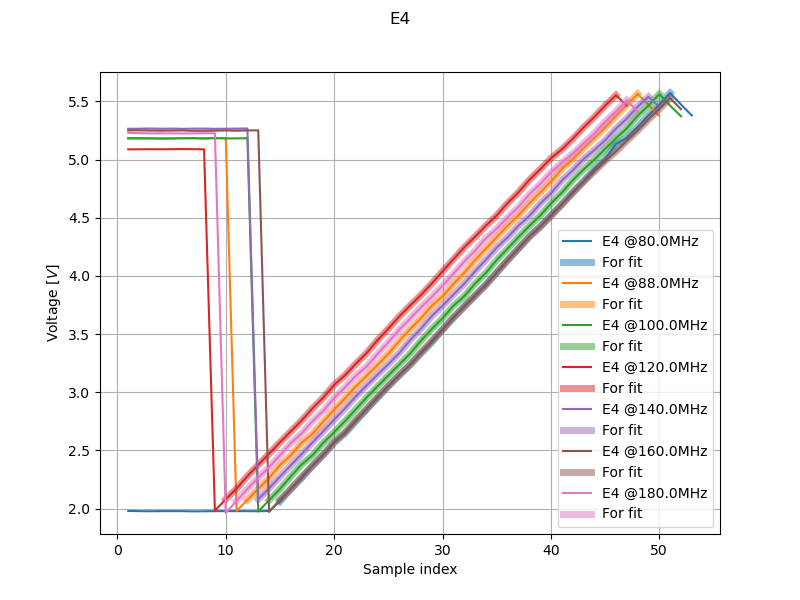 E4
Voltage [V]
5.5
5.0
4.5
4.0
3.5
3.0
2.5
2.0
E4 @80.0MHz
For fit
E4 @88.0MHz
For fit
E4 @100.0MHz
For fit
E4 @120.0MHz
For fit
E4 @140.0MHz
For fit
E4 @160.0MHz
For fit
E4 @180.0MHz
For fit
0 10 20 30 40 50
Sample index